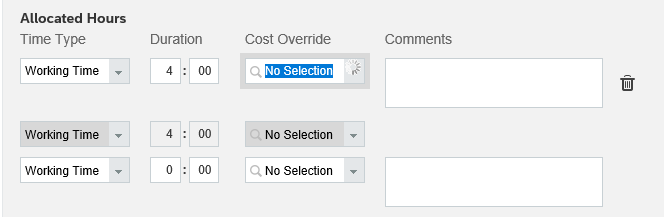 Allocated Hours
Time Type Duration Cost Override Comments
Working Time 4 : 00 No Selection
Working Time 4 : 00 No Selection
Working Time 0 : 00 No Selection